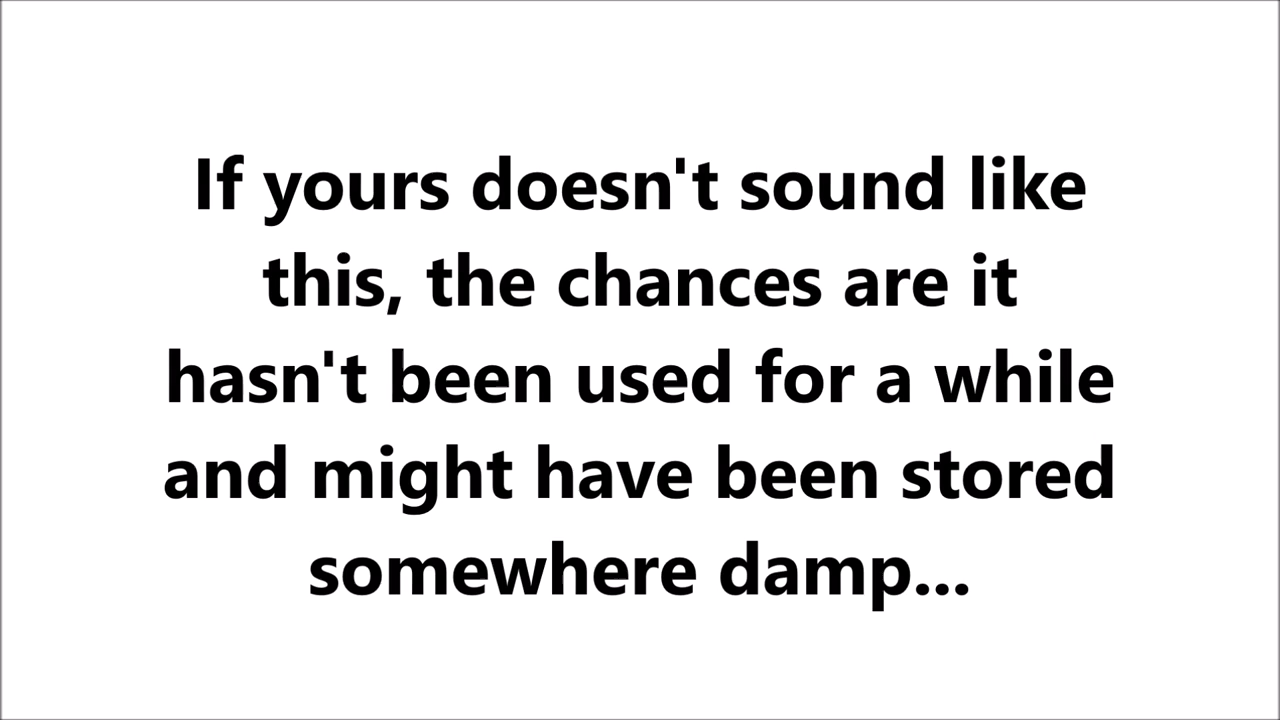 If yours doesn't sound like
this, the chances are it
hasn't been used for a while
and might have been stored
somewhere damp...